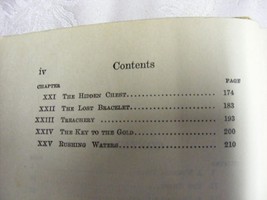 iv Contents
CHAPTER PAGE
XXI The Hidden Chest 174
XXII The Lost Bracelet 183
XXIII Treachery 193
XXIV The Key to the Gold 200
XXV Rushing Waters 210